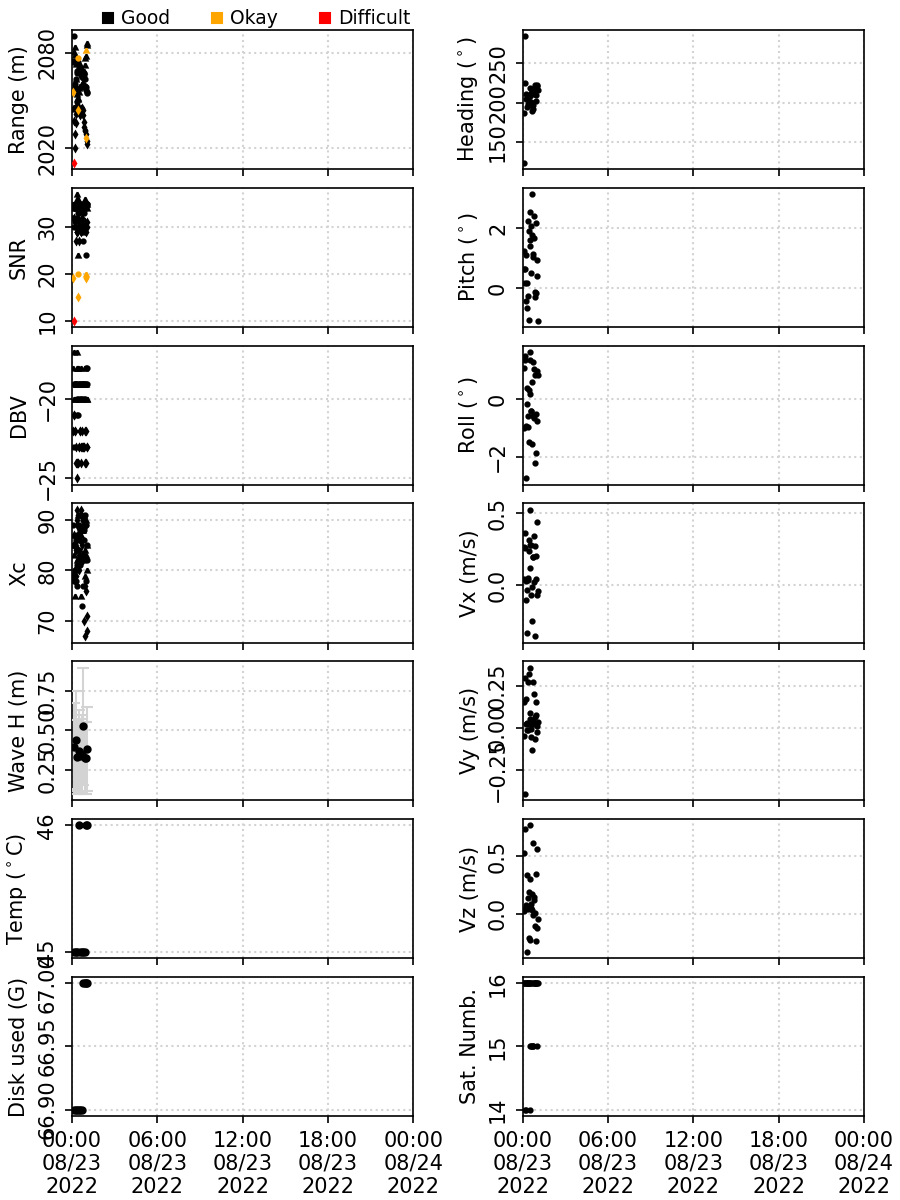 Good Okay Difficult
Range (m)
2080
2020
Heading (°)
250
200
150
SNR
30
20
10
Pitch (°)
2
0
DBV
−20
−25
Roll (°)
0
−2
Xc
90
80
70
Vx (m/s)
0.5
0.0
Wave H (m)
0.75
0.50
0.25
Vy (m/s)
0.25
0.00
−0.25
Temp (°C)
46
45
Vz (m/s)
0.5
0.0
Disk used (G)
67.00
66.95
66.90
Sat. Numb.
16
15
14
00:00 06:00 12:00 18:00 00:00
08/23 08/23 08/23 08/23 08/24
2022 2022 2022 2022 2022
00:00 06:00 12:00 18:00 00:00
08/23 08/23 08/23 08/23 08/24
2022 2022 2022 2022 2022